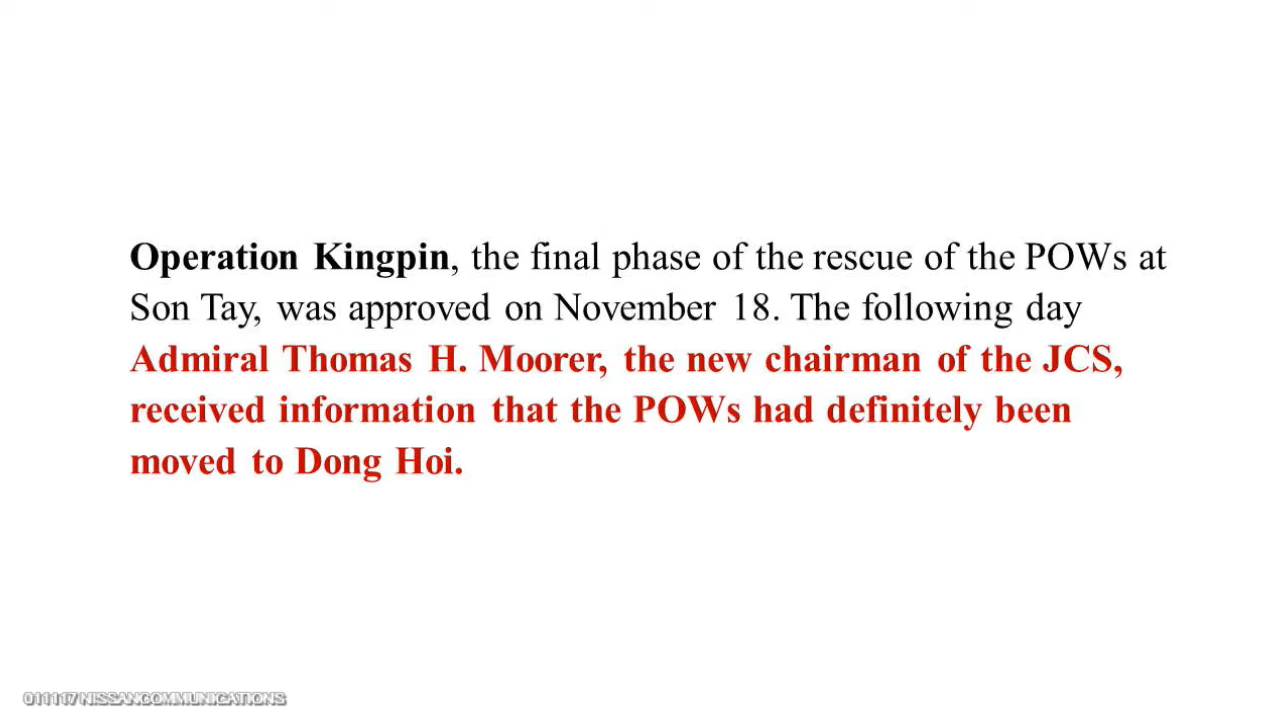 Operation Kingpin, the final phase of the rescue of the POWs at
Son Tay, was approved on November 18. The following day
Admiral Thomas H. Moorer, the new chairman of the JCS,
received information that the POWs had definitely been
moved to Dong Hoi.
011117 NISSANCOMMUNICATIONS